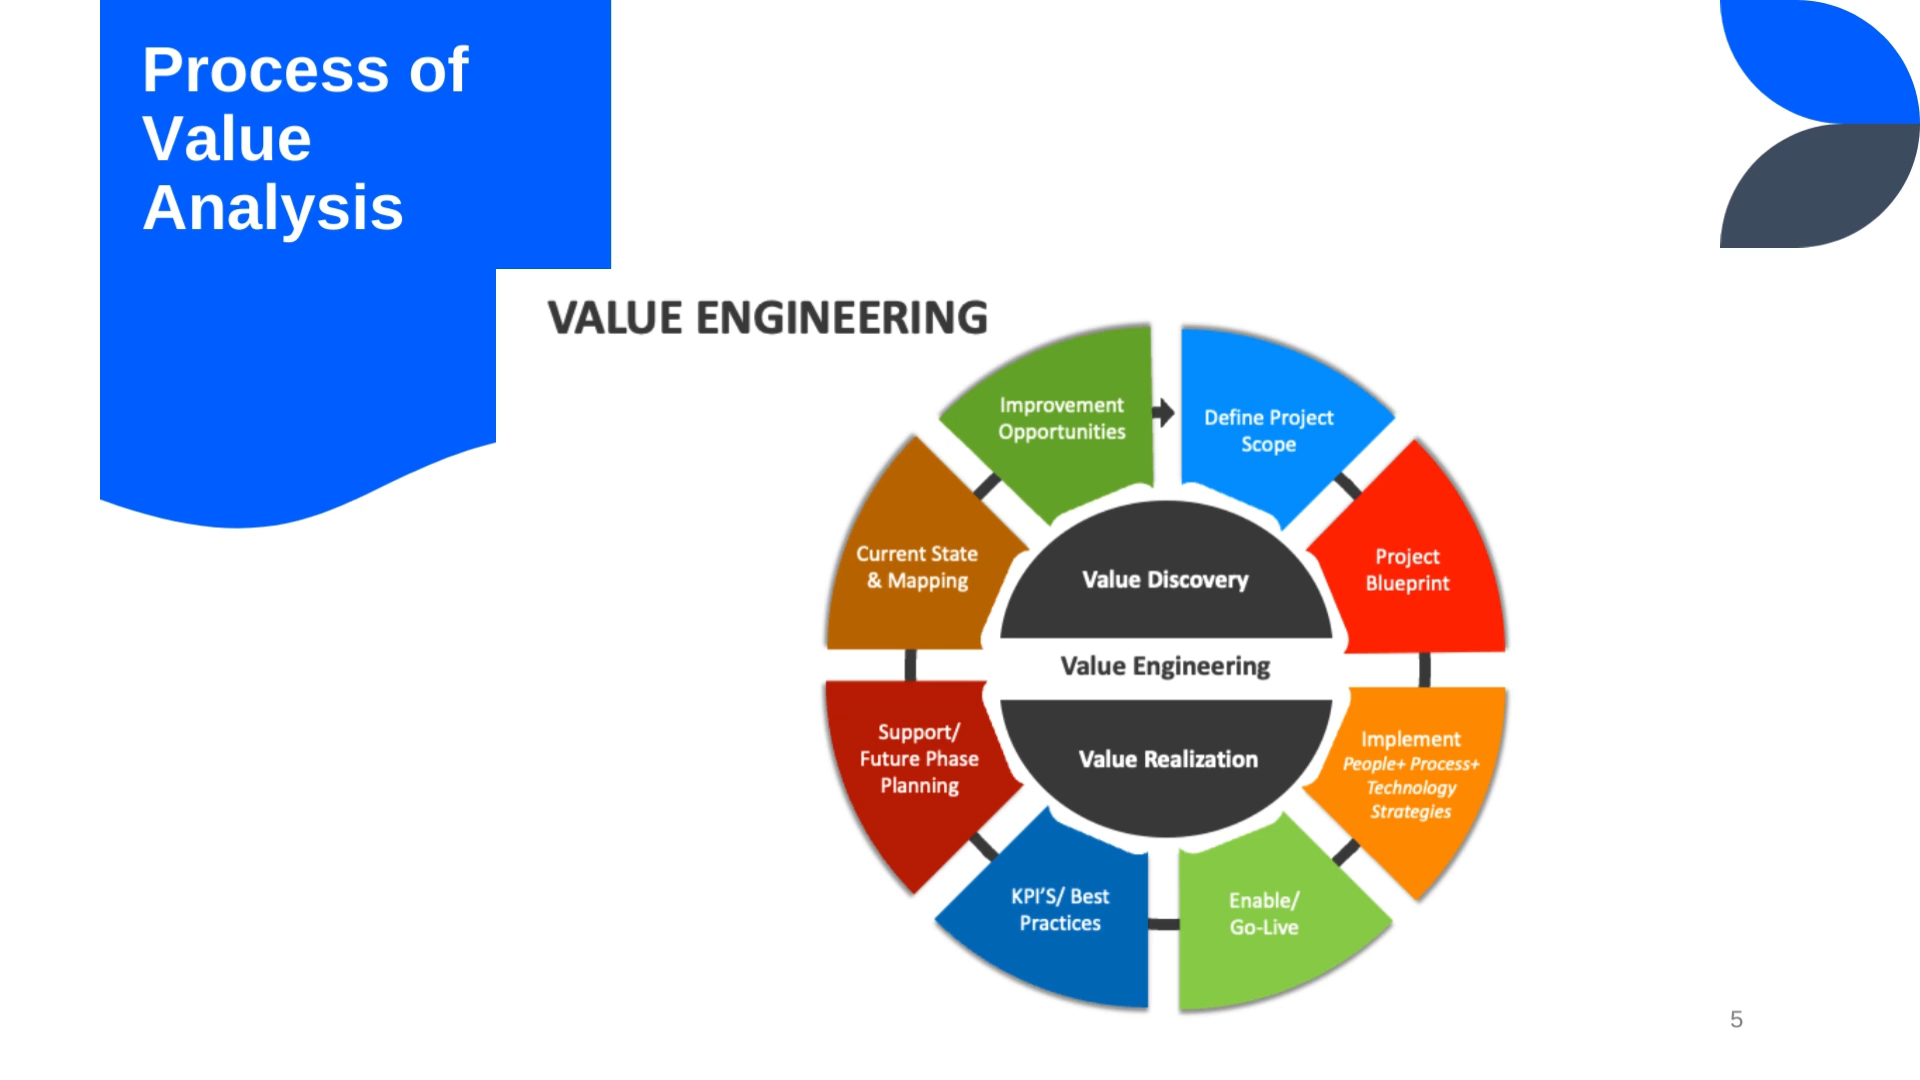 Process of
Value
Analysis
VALUE ENGINEERING
Improvement
Opportunities
Define Project
Scope
Current State
& Mapping
Value Discovery
Project
Blueprint
Value Engineering
Support/
Future Phase
Planning
Value Realization
Implement
People+ Process+
Technology
Strategies
KPI'S/ Best
Practices
Enable/
Go-Live
5